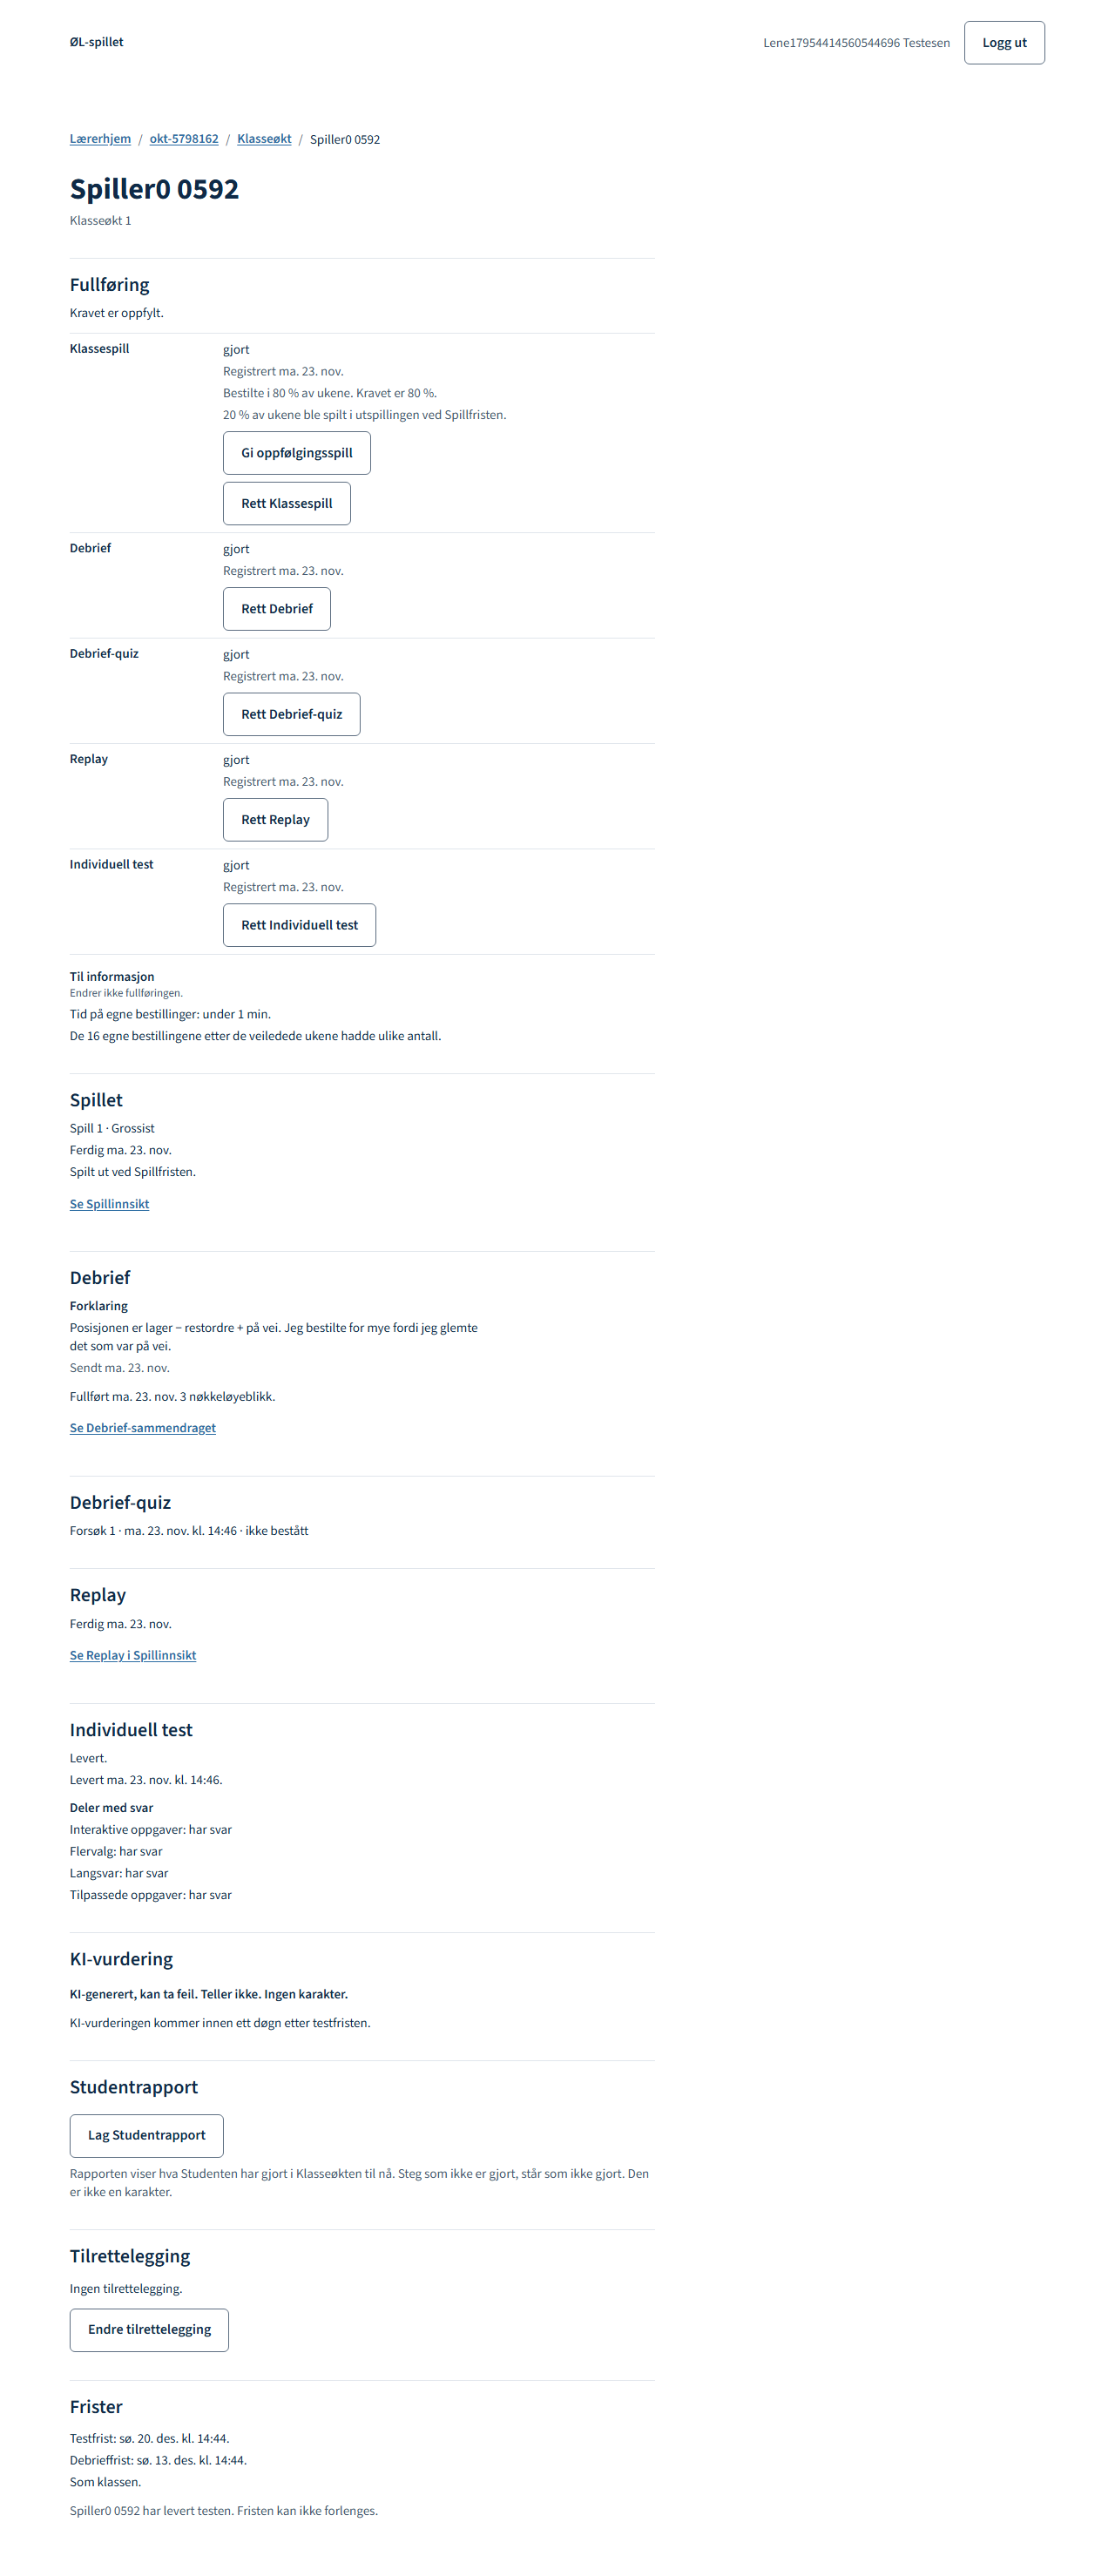 ØL-spillet
Lene17954414560544696 Testesen
Logg ut
Lærerhjem / okt-5798162 / Klasseøkt / Spiller0 0592
Spiller0 0592
Klasseøkt 1
Fullføring
Kravet er oppfylt.
Klassespill
gjort
Registrert ma. 23. nov.
Bestilte i 80 % av ukene. Kravet er 80 %.
20 % av ukene ble spilt i utspillingen ved Spillfristen.
Gi oppfølgingsspill
Rett Klassespill
Debrief
gjort
Registrert ma. 23. nov.
Rett Debrief
Debrief-quiz
gjort
Registrert ma. 23. nov.
Rett Debrief-quiz
Replay
gjort
Registrert ma. 23. nov.
Rett Replay
Individuell test
gjort
Registrert ma. 23. nov.
Rett Individuell test
Til informasjon
Endrer ikke fullføringen.
Tid på egne bestillinger: under 1 min.
De 16 egne bestillingene etter de veiledede ukene hadde ulike antall.
Spillet
Spill 1 · Grossist
Ferdig ma. 23. nov.
Spilt ut ved Spillfristen.
Se Spillinnsikt
Debrief
Forklaring
Posisjonen er lager − restordre + på vei. Jeg bestilte for mye fordi jeg glemte
det som var på vei.
Sendt ma. 23. nov.
Fullført ma. 23. nov. 3 nøkkeløyeblikk.
Se Debrief-sammendraget
Debrief-quiz
Forsøk 1 · ma. 23. nov. kl. 14:46 · ikke bestått
Replay
Ferdig ma. 23. nov.
Se Replay i Spillinnsikt
Individuell test
Levert.
Levert ma. 23. nov. kl. 14:46.
Deler med svar
Interaktive oppgaver: har svar
Flervalg: har svar
Langsvar: har svar
Tilpassede oppgaver: har svar
KI-vurdering
KI-generert, kan ta feil. Teller ikke. Ingen karakter.
KI-vurderingen kommer innen ett døgn etter testfristen.
Studentrapport
Lag Studentrapport
Rapporten viser hva Studenten har gjort i Klasseøkten til nå. Steg som ikke er gjort, står som ikke gjort. Den
er ikke en karakter.
Tilrettelegging
Ingen tilrettelegging.
Endre tilrettelegging
Frister
Testfrist: sø. 20. des. kl. 14:44.
Debrieffrist: sø. 13. des. kl. 14:44.
Som klassen.
Spiller0 0592 har levert testen. Fristen kan ikke forlenges.